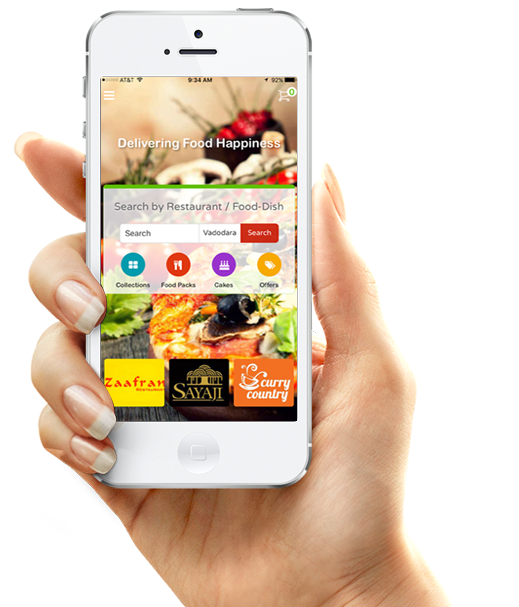 AT&T 9:34 AM 92%
0
Delivering Food Happiness
Search by Restaurant / Food-Dish
Search Vadodara Search
Collections Food Packs Cakes Offers
Zaafran
RESTAURANT
SAYAJI
curry
country